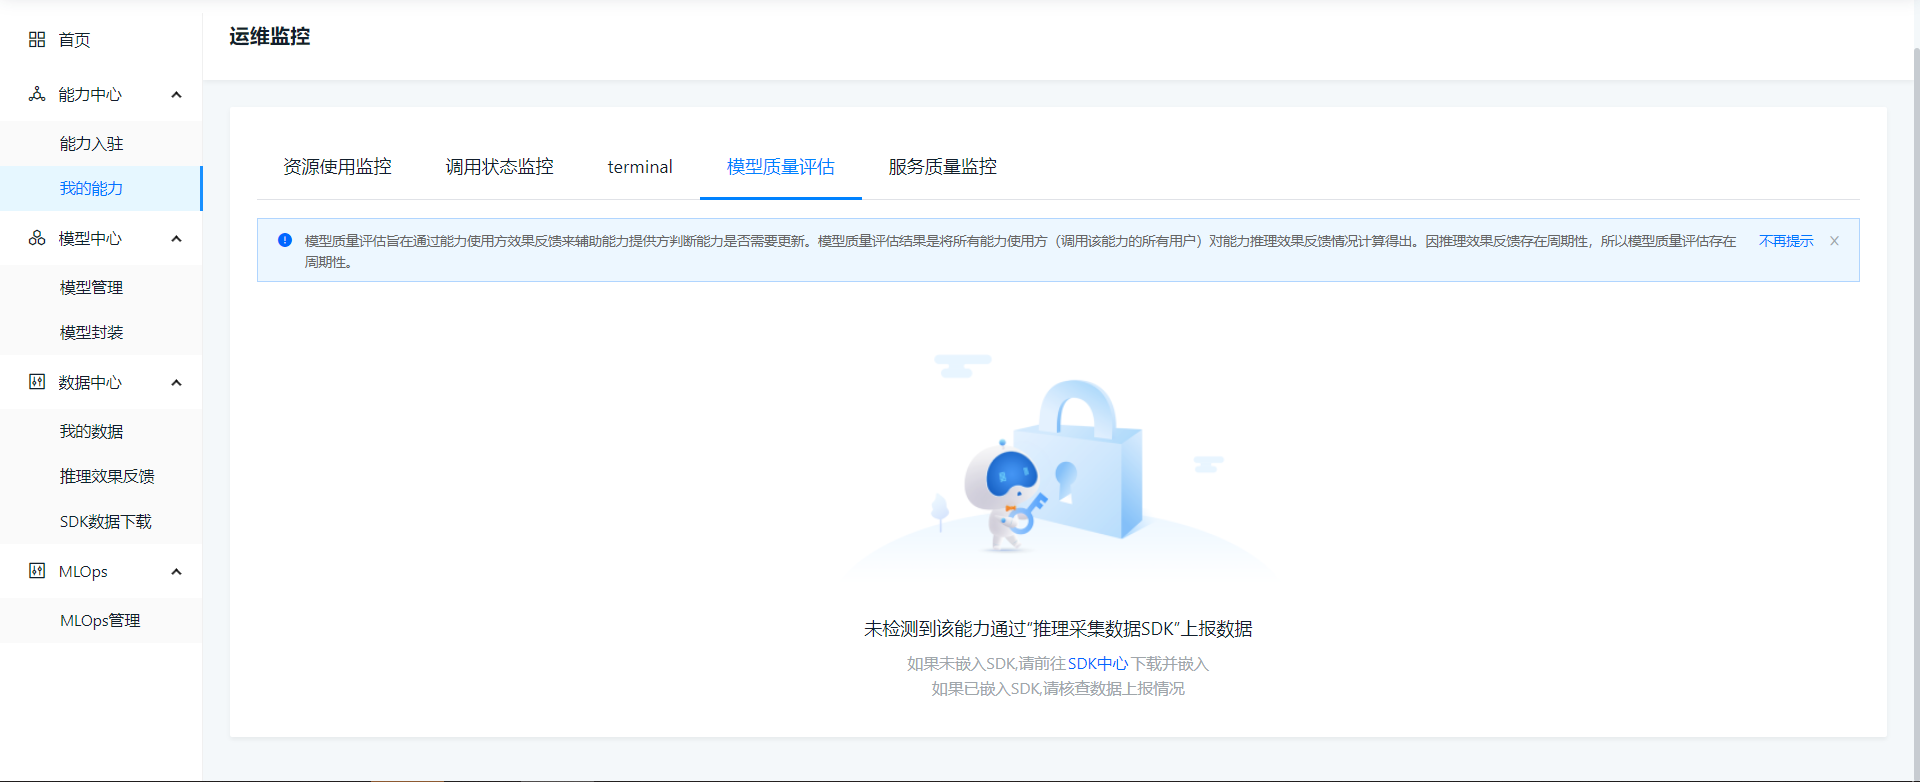 首页
能力中心
能力入驻
我的能力
模型中心
模型管理
模型封装
数据中心
我的数据
推理效果反馈
SDK数据下载
MLOps
MLOps管理
运维监控
资源使用监控
调用状态监控
terminal
模型质量评估
服务质量监控
模型质量评估旨在通过能力使用方效果反馈来辅助能力提供方判断能力是否需要更新。模型质量评估结果是将所有能力使用方（调用该能力的所有用户）对能力推理效果反馈情况计算得出。因推理效果反馈存在周期性，所以模型质量评估存在
周期性。
不再提示
未检测到该能力通过“推理采集数据SDK”上报数据
如果未嵌入SDK,请前往SDK中心下载并嵌入
如果已嵌入SDK,请核查数据上报情况